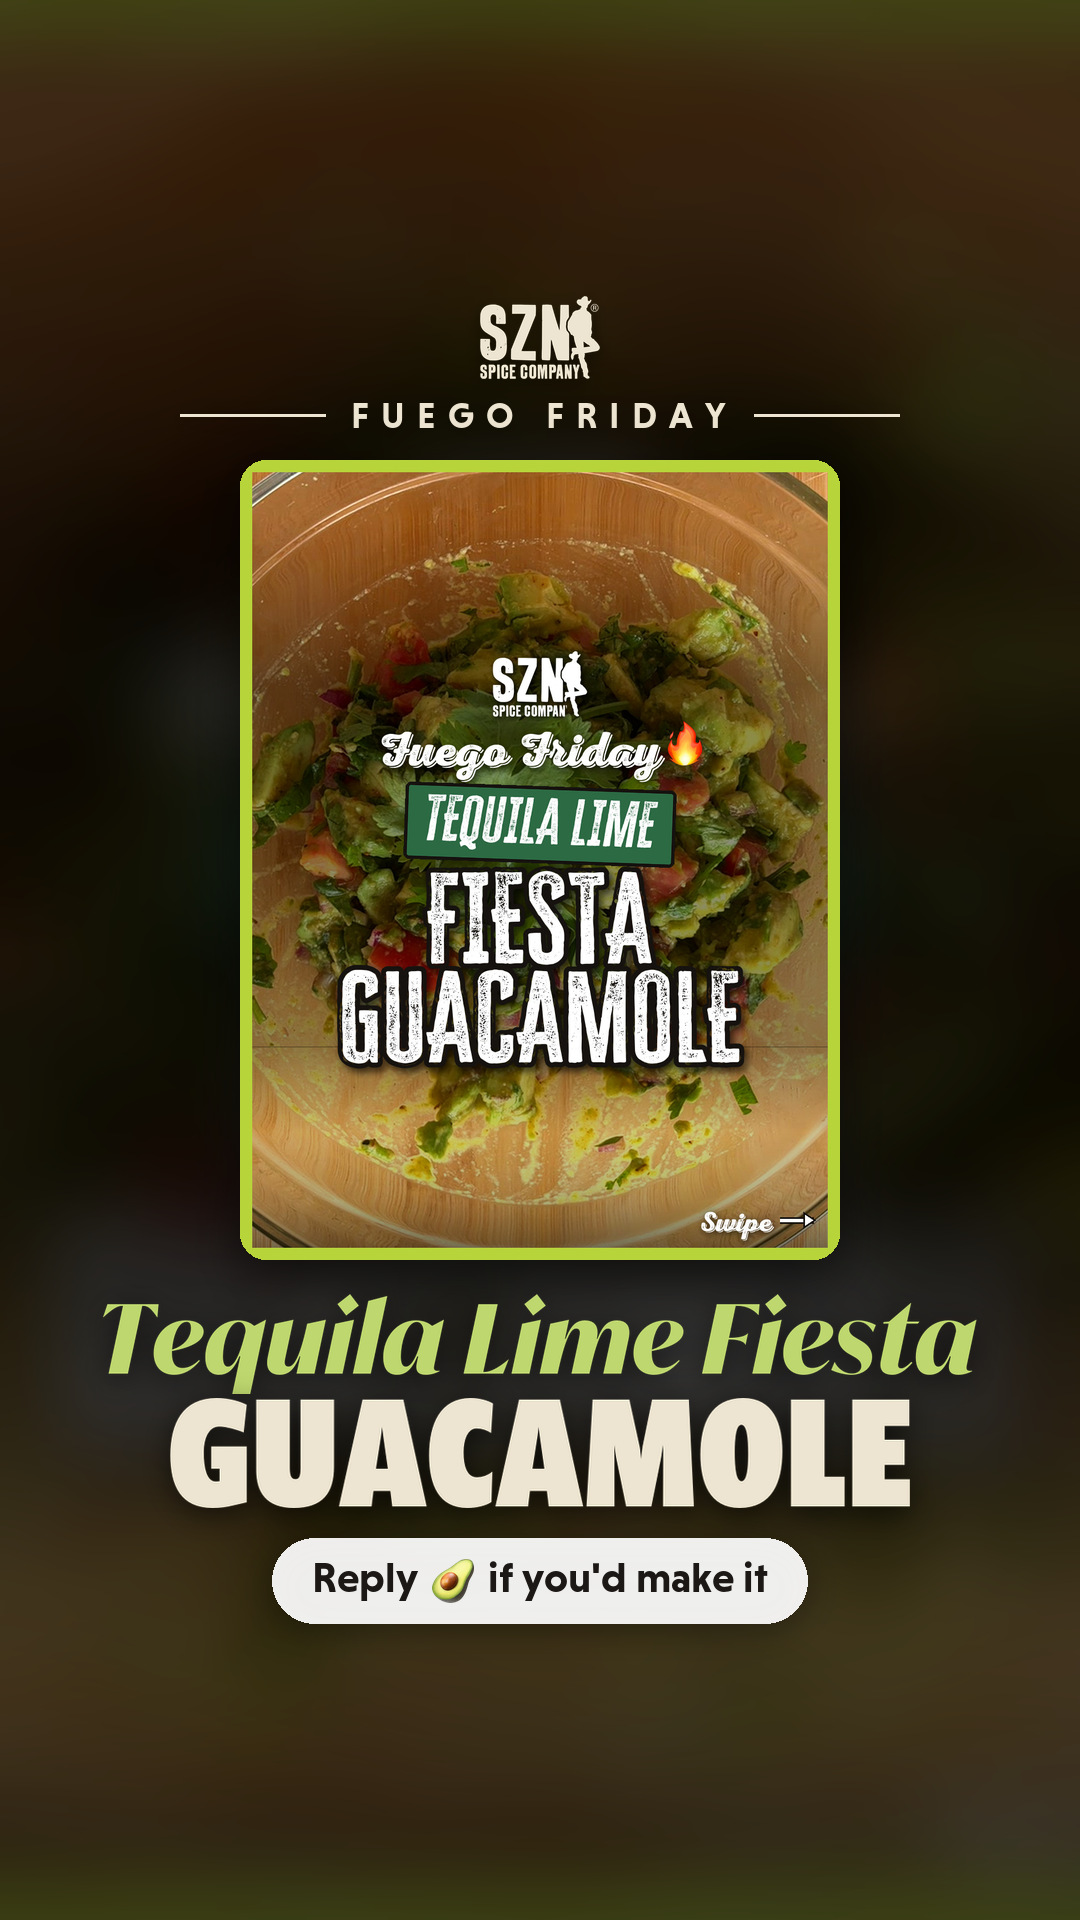 SZN®
SPICE COMPANY
FUEGO FRIDAY
SZN
SPICE COMPAN
Fuego Friday🔥
TEQUILA LIME
FIESTA
GUACAMOLE
Swipe →
Tequila Lime Fiesta
GUACAMOLE
Reply 🥑 if you'd make it